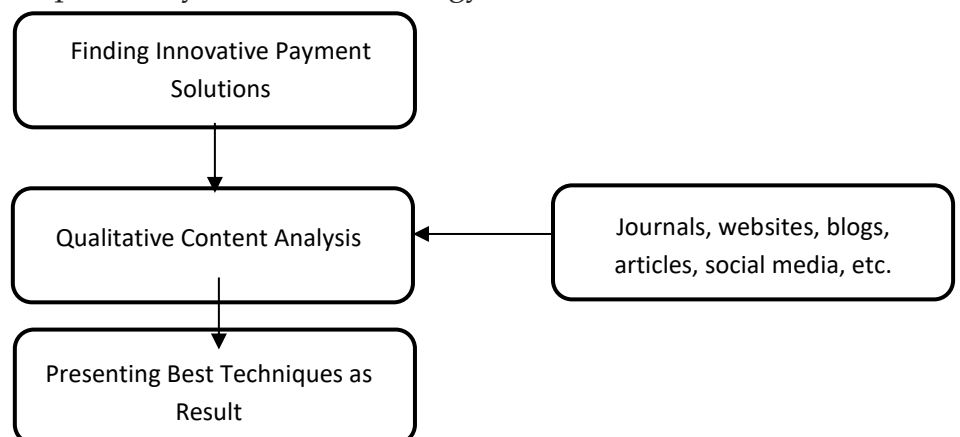 Finding Innovative Payment
Solutions
Qualitative Content Analysis
Journals, websites, blogs,
articles, social media, etc.
Presenting Best Techniques as
Result